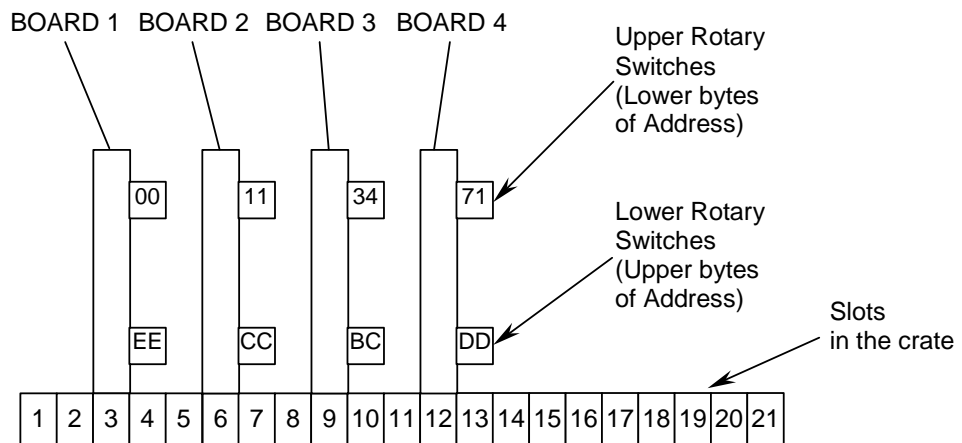 BOARD 1 BOARD 2 BOARD 3 BOARD 4
Upper Rotary
Switches
(Lower bytes
of Address)
00 11 34 71
Lower Rotary
Switches
(Upper bytes
of Address)
EE CC BC DD
Slots
in the crate
1 2 3 4 5 6 7 8 9 10 11 12 13 14 15 16 17 18 19 20 21